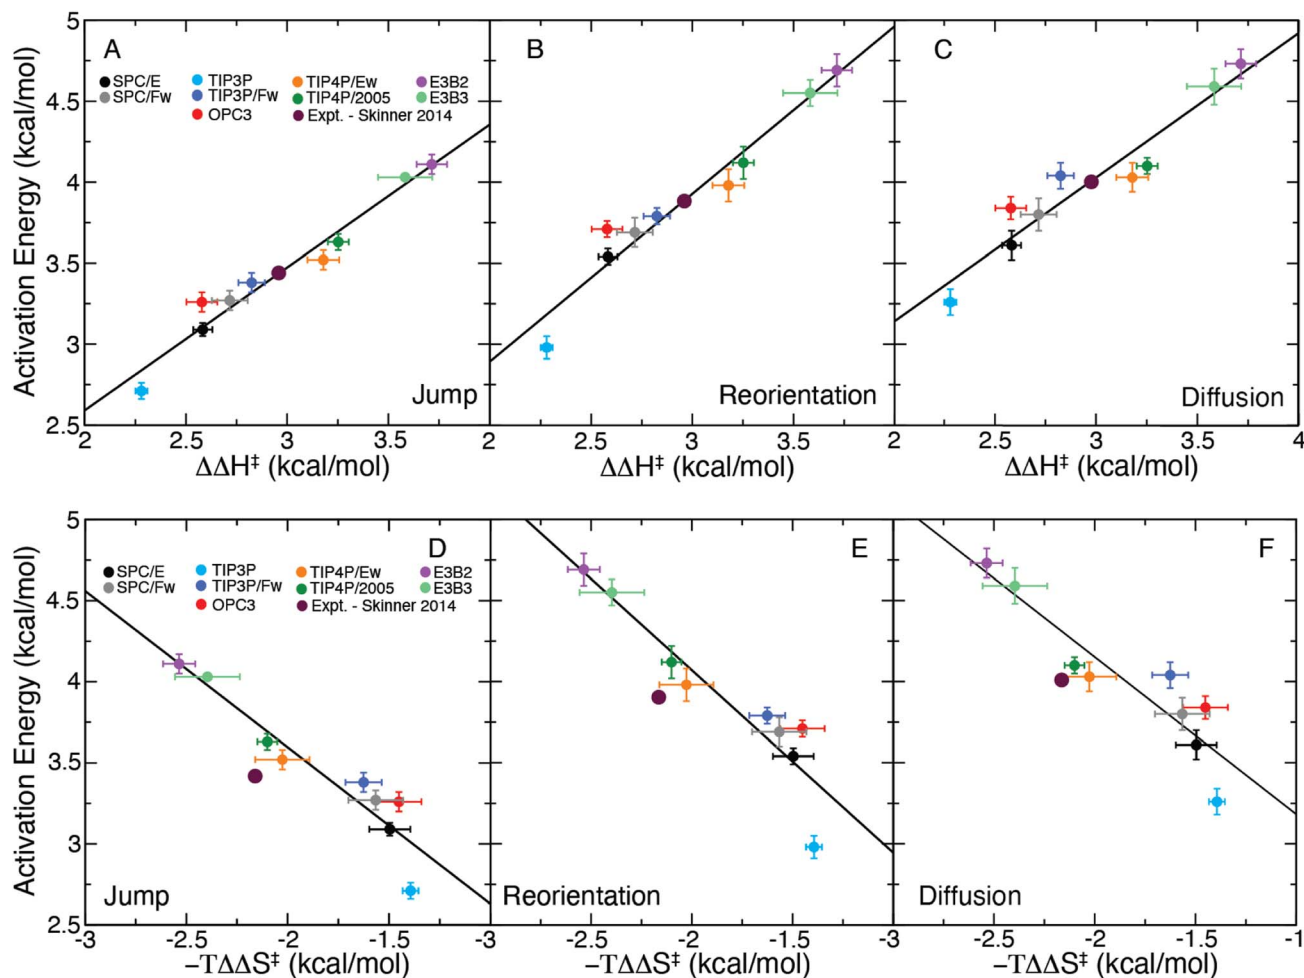 5
4.5
4
3.5
3
2.5
Activation Energy (kcal/mol)
A
SPC/E
SPC/Fw
TIP3P
TIP3P/Fw
OPC3
TIP4P/Ew
TIP4P/2005
Expt. - Skinner 2014
E3B2
E3B3
Jump
B
Reorientation
C
Diffusion
2 2.5 3 3.5 2 2.5 3 3.5 2 2.5 3 3.5 4
ΔΔH‡ (kcal/mol) ΔΔH‡ (kcal/mol) ΔΔH‡ (kcal/mol)
5
4.5
4
3.5
3
2.5
Activation Energy (kcal/mol)
D
SPC/E
SPC/Fw
TIP3P
TIP3P/Fw
OPC3
TIP4P/Ew
TIP4P/2005
Expt. - Skinner 2014
E3B2
E3B3
Jump
E
Reorientation
F
Diffusion
-3 -2.5 -2 -1.5 -3 -2.5 -2 -1.5 -3 -2.5 -2 -1.5 -1
−TΔΔS‡ (kcal/mol) −TΔΔS‡ (kcal/mol) −TΔΔS‡ (kcal/mol)